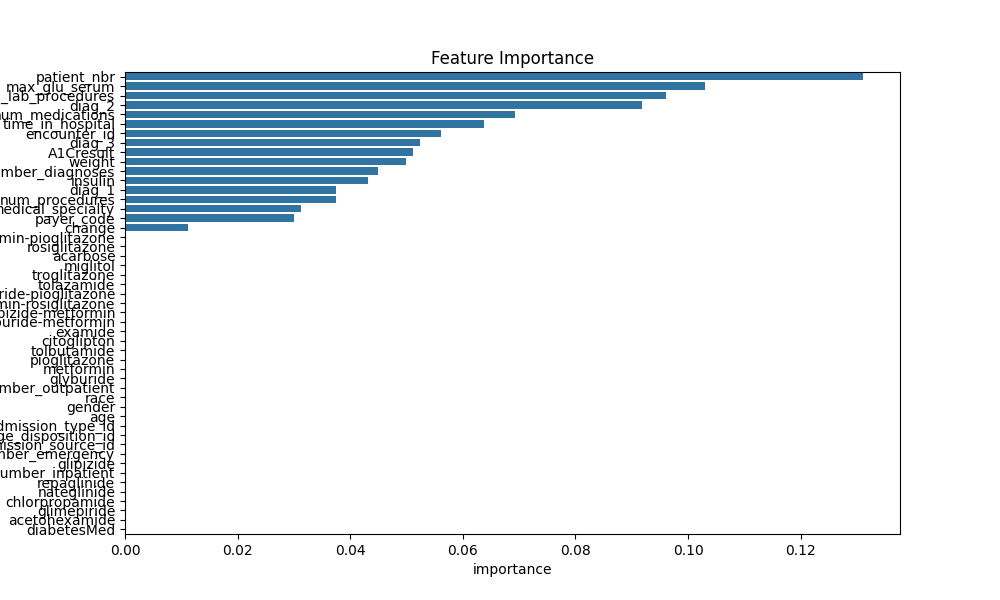 Feature Importance
patient_nbr
max_glu_serum
_lab_procedures
diag_2
num_medications
time_in_hospital
encounter_id
diag_3
A1Cresult
weight
mber_diagnoses
insulin
diag_1
num_procedures
medical_specialty
payer_code
change
min-pioglitazone
rosiglitazone
acarbose
miglitol
troglitazone
tolazamide
ride-pioglitazone
min-rosiglitazone
pizide-metformin
buride-metformin
examide
citoglipton
tolbutamide
pioglitazone
metformin
glyburide
mber_outpatient
race
gender
age
dmission_type_id
ge_disposition_id
ission_source_id
mber_emergency
glipizide
umber_inpatient
repaglinide
nateglinide
chlorpropamide
glimepiride
acetohexamide
diabetesMed
0.00 0.02 0.04 0.06 0.08 0.10 0.12
importance